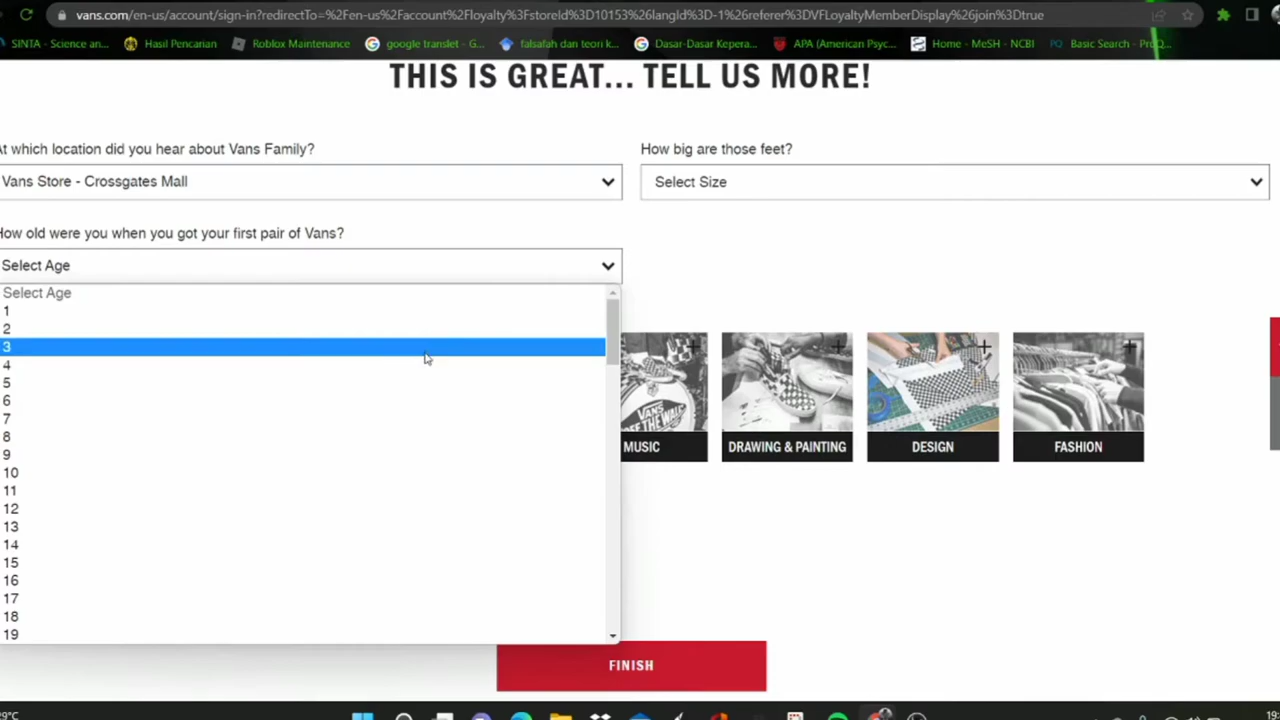 vans.com/en-us/account/sign-in?redirectTo=%2Fen-us%2Faccount%2Floyalty%3FstoreId%3D10153%26langId%3D-1%26referer%3DVFLoyaltyMemberDisplay%26join%3Dtrue
SINTA - Science an... Hasil Pencarian Roblox Maintenance google translet - G... falsafah dan teori k... Dasar-Dasar Kepera... APA (American Psyc... Home - MeSH - NCBI PQ Basic Search - ProQ...
THIS IS GREAT... TELL US MORE!
At which location did you hear about Vans Family? How big are those feet?
Vans Store - Crossgates Mall Select Size
How old were you when you got your first pair of Vans?
Select Age
Select Age
1
2
3
4
5
6
7
8
9
10
11
12
13
14
15
16
17
18
19
MUSIC DRAWING & PAINTING DESIGN FASHION
FINISH